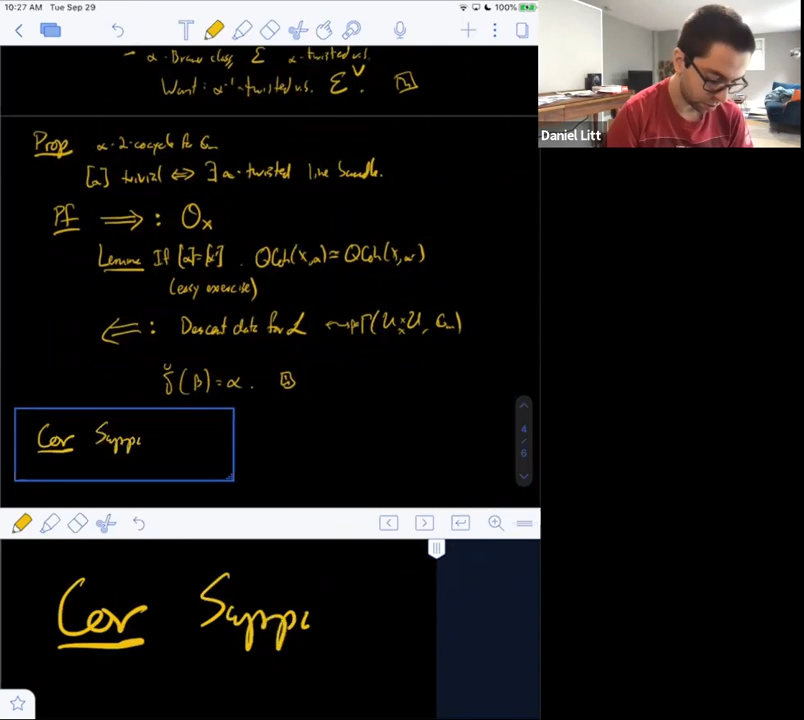 10:27 AM Tue Sep 29
100%
- α-Brauer class ℰ α-twisted v.s.
Want: α⁻¹-twisted v.s. ℰ^∨.
Prop α 2-cocycle for G_m
[α] trivial ⟺ ∃ α-twisted line bundle.
Pf ⟹ : O_x
Lemma If [α]=[α'] . QCoh(X,α) ≃ QCoh(X,α')
(easy exercise)
⟸ : Descent data for ℒ ⇝ β∈Γ(U ×_X U, G_m)
δ̌(β) = α .
Cor Suppo
4
/
6
Cor Suppo
Daniel Litt